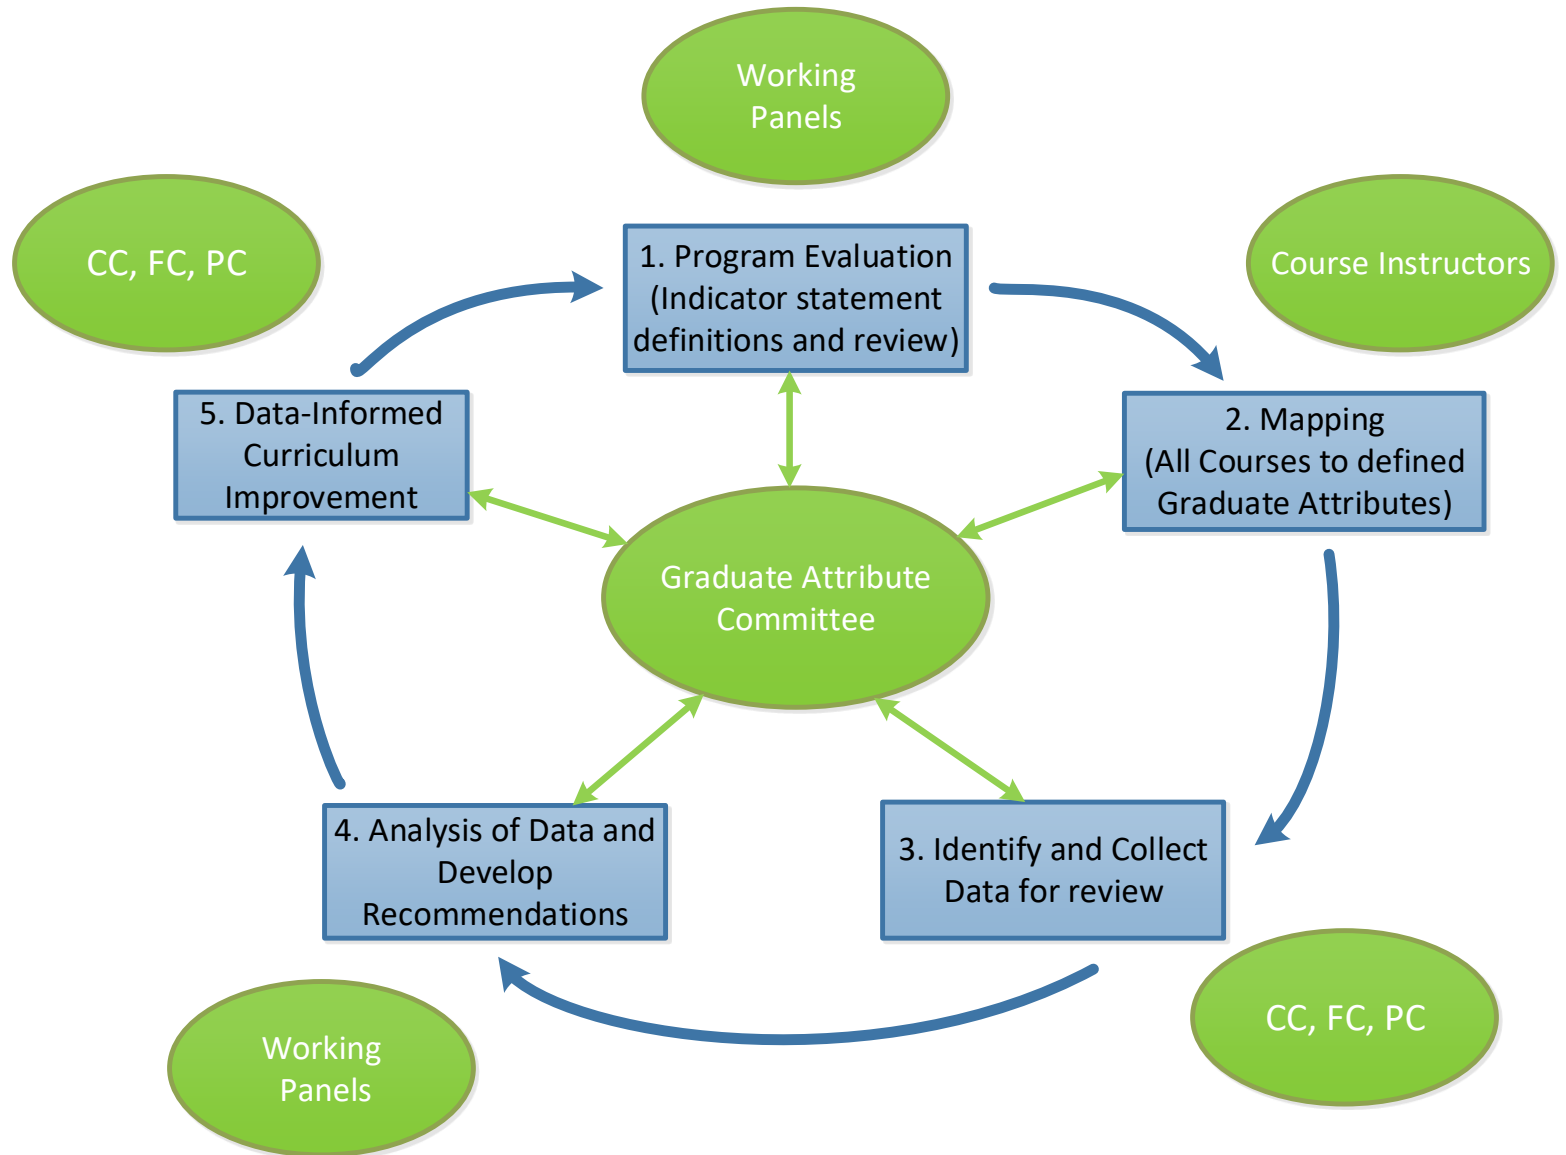 Working
Panels
CC, FC, PC
Course Instructors
1. Program Evaluation
(Indicator statement
definitions and review)
5. Data-Informed
Curriculum
Improvement
2. Mapping
(All Courses to defined
Graduate Attributes)
Graduate Attribute
Committee
4. Analysis of Data and
Develop
Recommendations
3. Identify and Collect
Data for review
Working
Panels
CC, FC, PC